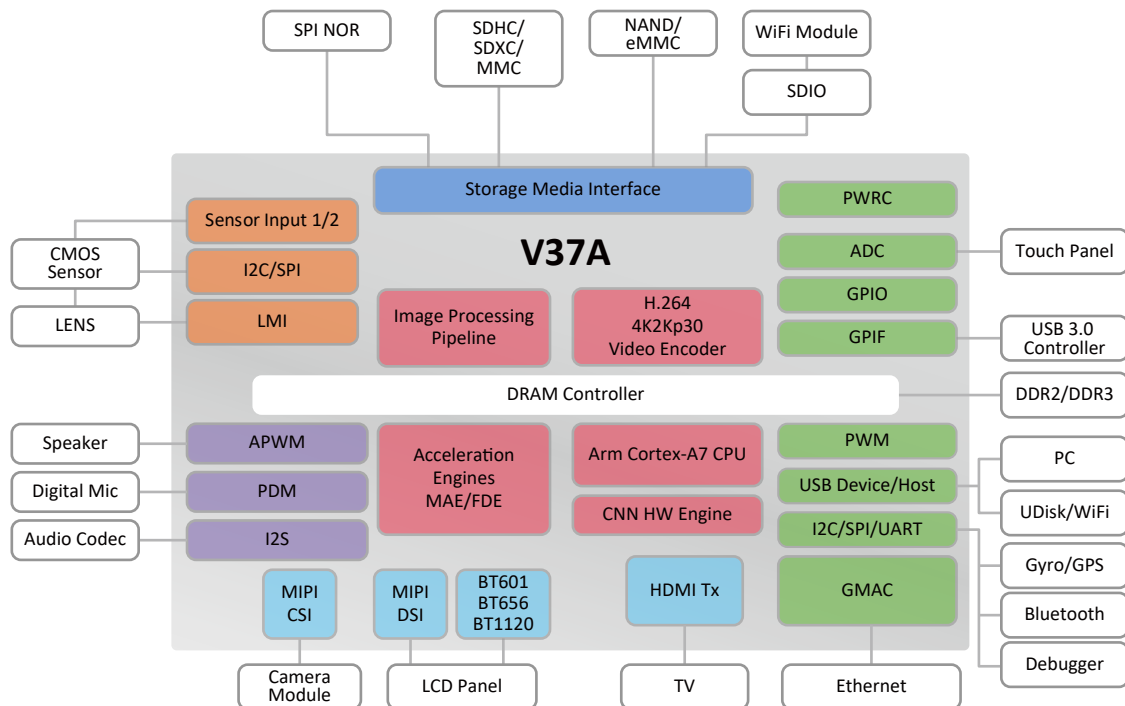 SPI NOR
SDHC/
SDXC/
MMC
NAND/
eMMC
WiFi Module
SDIO
Storage Media Interface
V37A
Sensor Input 1/2
I2C/SPI
LMI
CMOS
Sensor
LENS
Image Processing
Pipeline
H.264
4K2Kp30
Video Encoder
PWRC
ADC
GPIO
GPIF
Touch Panel
USB 3.0
Controller
DRAM Controller
DDR2/DDR3
Speaker
Digital Mic
Audio Codec
APWM
PDM
I2S
Acceleration
Engines
MAE/FDE
Arm Cortex-A7 CPU
CNN HW Engine
PWM
USB Device/Host
I2C/SPI/UART
GMAC
PC
UDisk/WiFi
Gyro/GPS
Bluetooth
Debugger
MIPI
CSI
MIPI
DSI
BT601
BT656
BT1120
HDMI Tx
Camera
Module
LCD Panel
TV
Ethernet